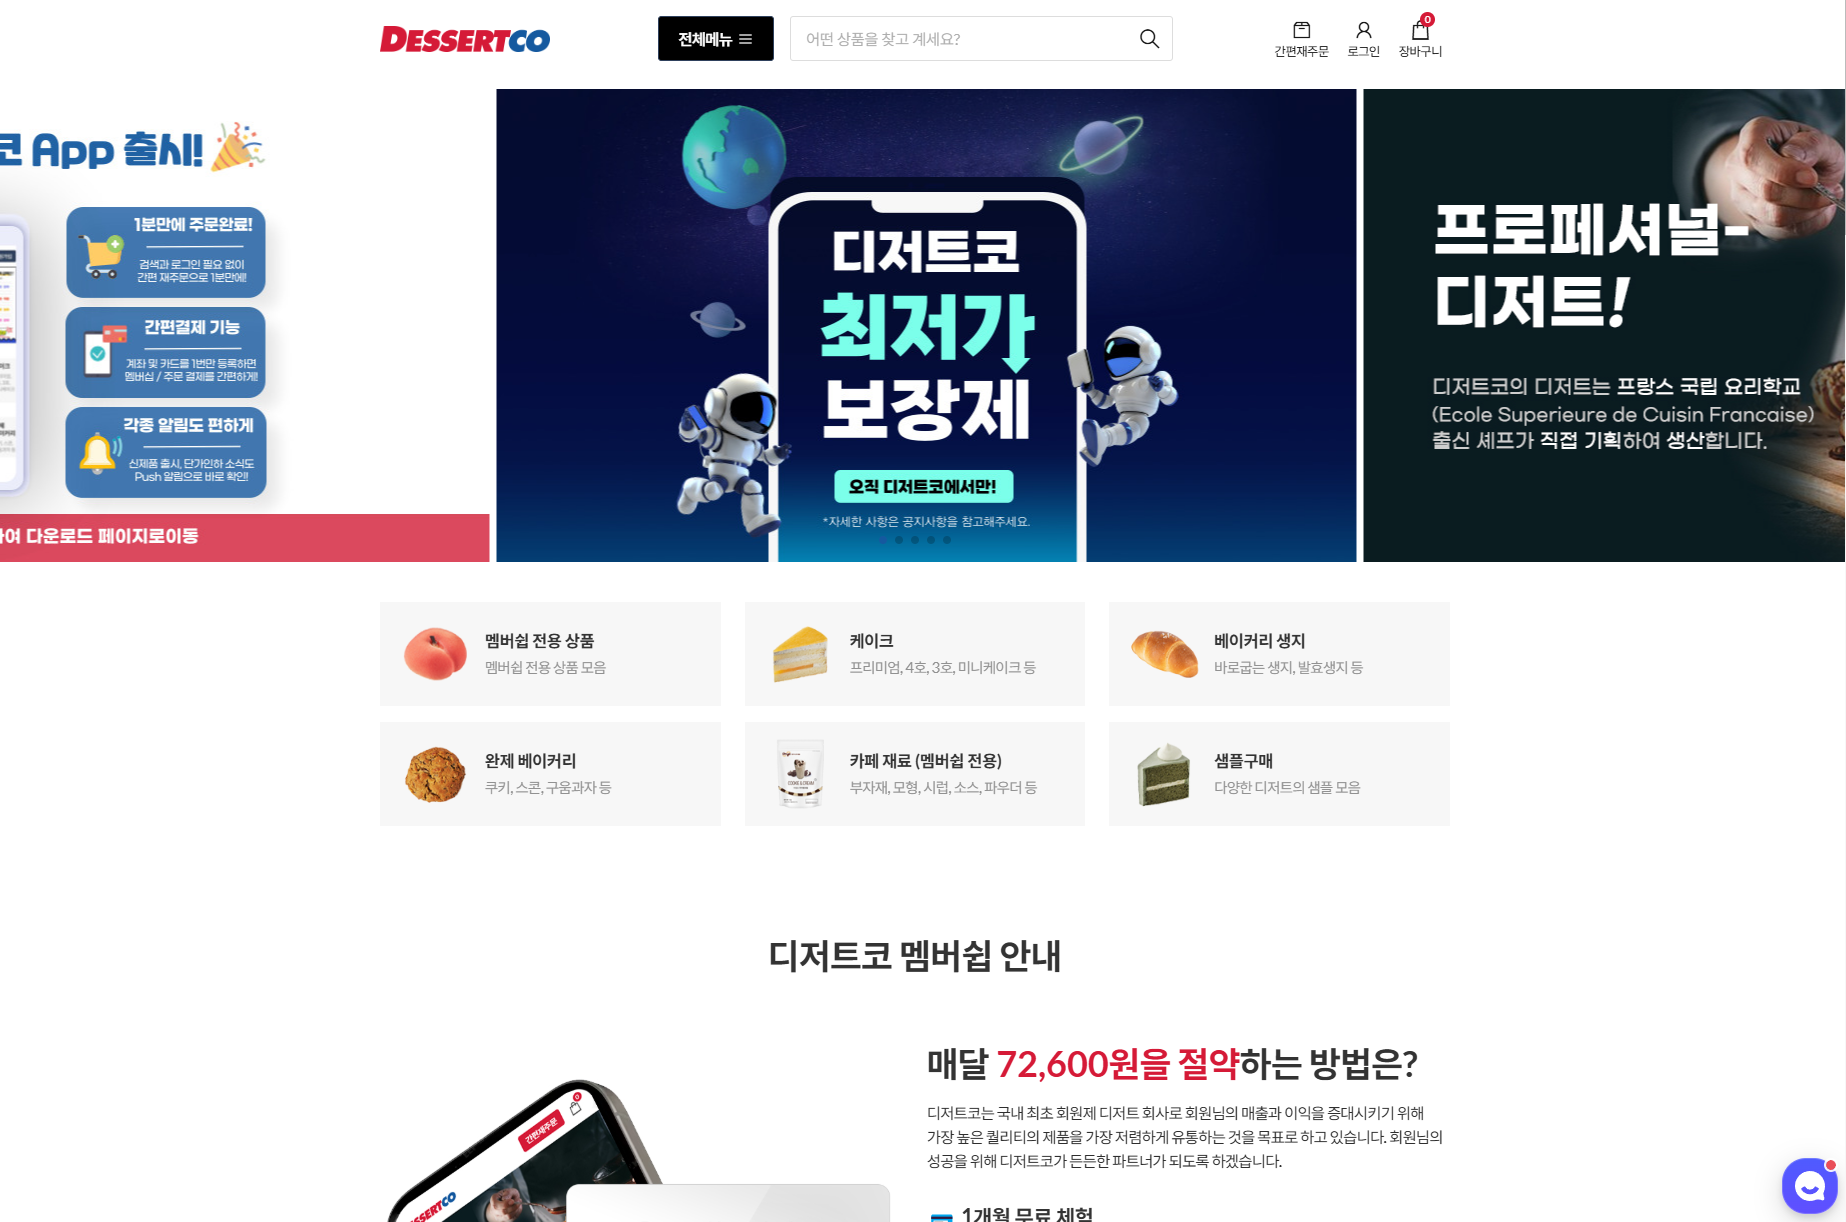 DESSERTCO
전체메뉴
어떤 상품을 찾고 계세요?
간편재주문
로그인
0
장바구니
코 App 출시!
1분만에 주문완료!
검색과 로그인 필요 없이
간편 재주문으로 1분만에!
간편결제 기능
계좌 및 카드를 1번만 등록하면
멤버십 / 주문 결제를 간편하게!
각종 알림도 편하게
신제품 출시, 단가인하 소식도
Push 알림으로 바로 확인!
하여 다운로드 페이지로이동
디저트코
최저가
보장제
오직 디저트코에서만!
*자세한 사항은 공지사항을 참고해주세요.
프로페셔널-
디저트!
디저트코의 디저트는 프랑스 국립 요리학교
(Ecole Superieure de Cuisin Francaise)
출신 셰프가 직접 기획하여 생산합니다.
멤버쉽 전용 상품
멤버쉽 전용 상품 모음
케이크
프리미엄, 4호, 3호, 미니케이크 등
베이커리 생지
바로굽는 생지, 발효생지 등
완제 베이커리
쿠키, 스콘, 구움과자 등
카페 재료 (멤버쉽 전용)
부자재, 모형, 시럽, 소스, 파우더 등
샘플구매
다양한 디저트의 샘플 모음
디저트코 멤버쉽 안내
매달 72,600원을 절약하는 방법은?
디저트코는 국내 최초 회원제 디저트 회사로 회원님의 매출과 이익을 증대시키기 위해
가장 높은 퀄리티의 제품을 가장 저렴하게 유통하는 것을 목표로 하고 있습니다. 회원님의
성공을 위해 디저트코가 든든한 파트너가 되도록 하겠습니다.
간편재주문
0
DESSERTCO
1개월 무료 체험